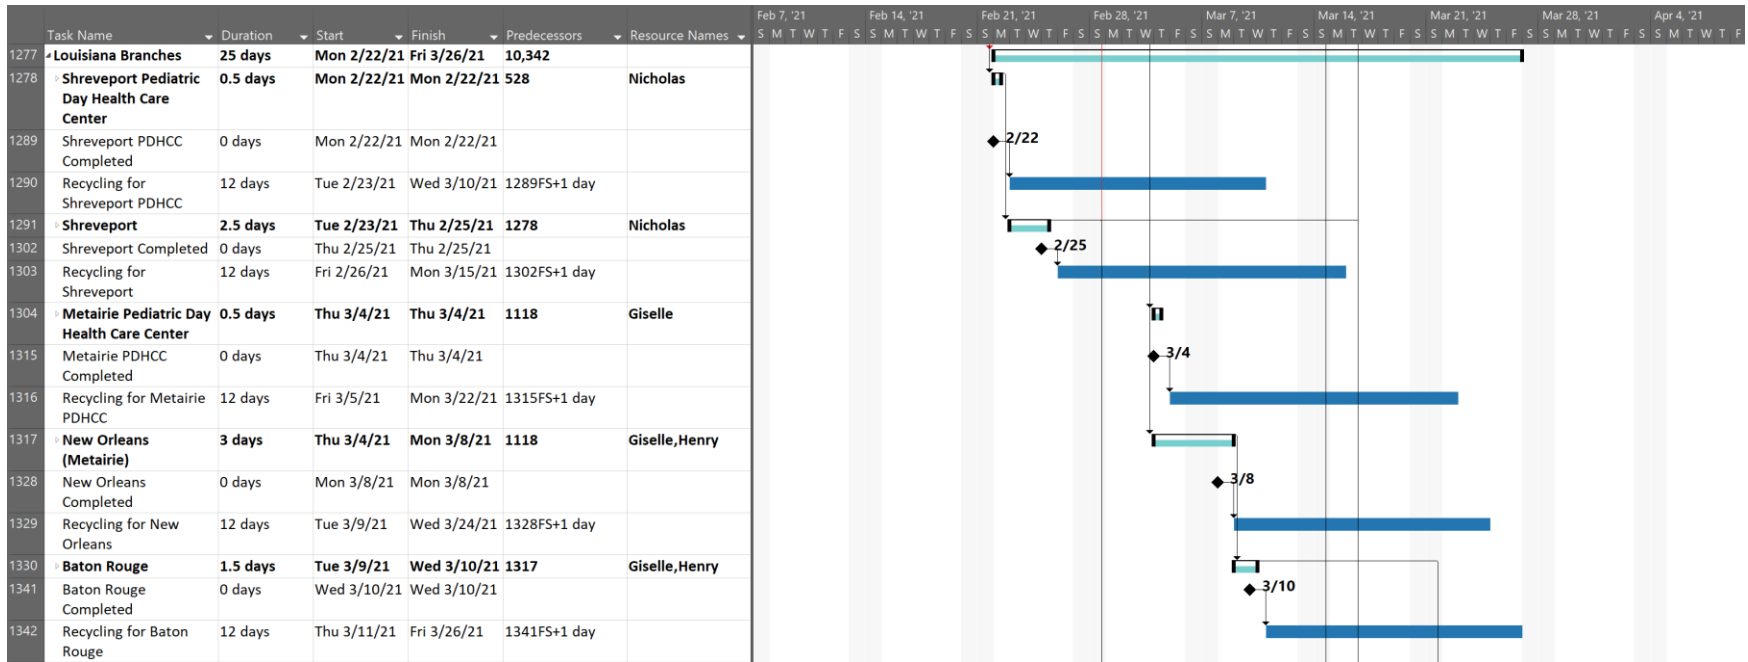 Feb 7, '21 Feb 14, '21 Feb 21, '21 Feb 28, '21 Mar 7, '21 Mar 14, '21 Mar 21, '21 Mar 28, '21 Apr 4, '21
Task Name Duration Start Finish Predecessors Resource Names S M T W T F S S M T W T F S S M T W T F S S M T W T F S S M T W T F S S M T W T F S S M T W T F S S M T W T F S S M T W T F
1277 Louisiana Branches 25 days Mon 2/22/21 Fri 3/26/21 10,342
1278 Shreveport Pediatric 0.5 days Mon 2/22/21 Mon 2/22/21 528 Nicholas
Day Health Care
Center
1289 Shreveport PDHCC 0 days Mon 2/22/21 Mon 2/22/21 2/22
Completed
1290 Recycling for 12 days Tue 2/23/21 Wed 3/10/21 1289FS+1 day
Shreveport PDHCC
1291 Shreveport 2.5 days Tue 2/23/21 Thu 2/25/21 1278 Nicholas
1302 Shreveport Completed 0 days Thu 2/25/21 Thu 2/25/21 2/25
1303 Recycling for 12 days Fri 2/26/21 Mon 3/15/21 1302FS+1 day
Shreveport
1304 Metairie Pediatric Day 0.5 days Thu 3/4/21 Thu 3/4/21 1118 Giselle
Health Care Center
1315 Metairie PDHCC 0 days Thu 3/4/21 Thu 3/4/21 3/4
Completed
1316 Recycling for Metairie 12 days Fri 3/5/21 Mon 3/22/21 1315FS+1 day
PDHCC
1317 New Orleans 3 days Thu 3/4/21 Mon 3/8/21 1118 Giselle,Henry
(Metairie)
1328 New Orleans 0 days Mon 3/8/21 Mon 3/8/21 3/8
Completed
1329 Recycling for New 12 days Tue 3/9/21 Wed 3/24/21 1328FS+1 day
Orleans
1330 Baton Rouge 1.5 days Tue 3/9/21 Wed 3/10/21 1317 Giselle,Henry
1341 Baton Rouge 0 days Wed 3/10/21 Wed 3/10/21 3/10
Completed
1342 Recycling for Baton 12 days Thu 3/11/21 Fri 3/26/21 1341FS+1 day
Rouge